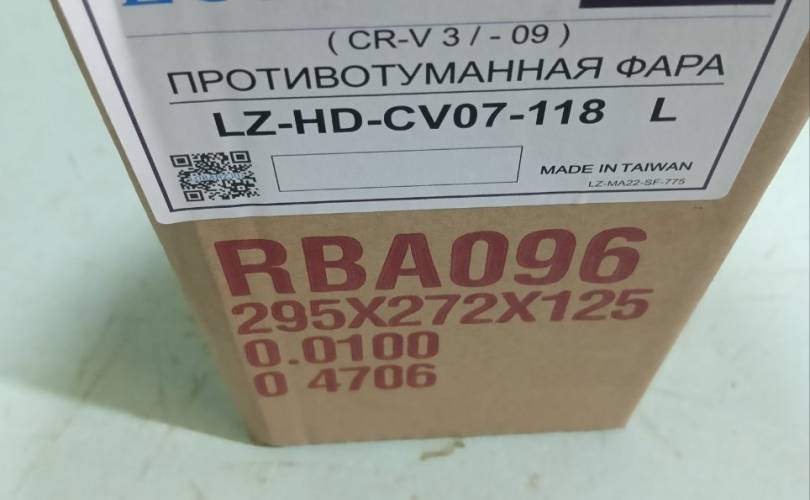 ( CR-V 3 / - 09 )
ПРОТИВОТУМАННАЯ ФАРА
LZ-HD-CV07-118 L
MADE IN TAIWAN
LZ-MA22-SF-775
RBA096
295X272X125
0.0100
0 4706